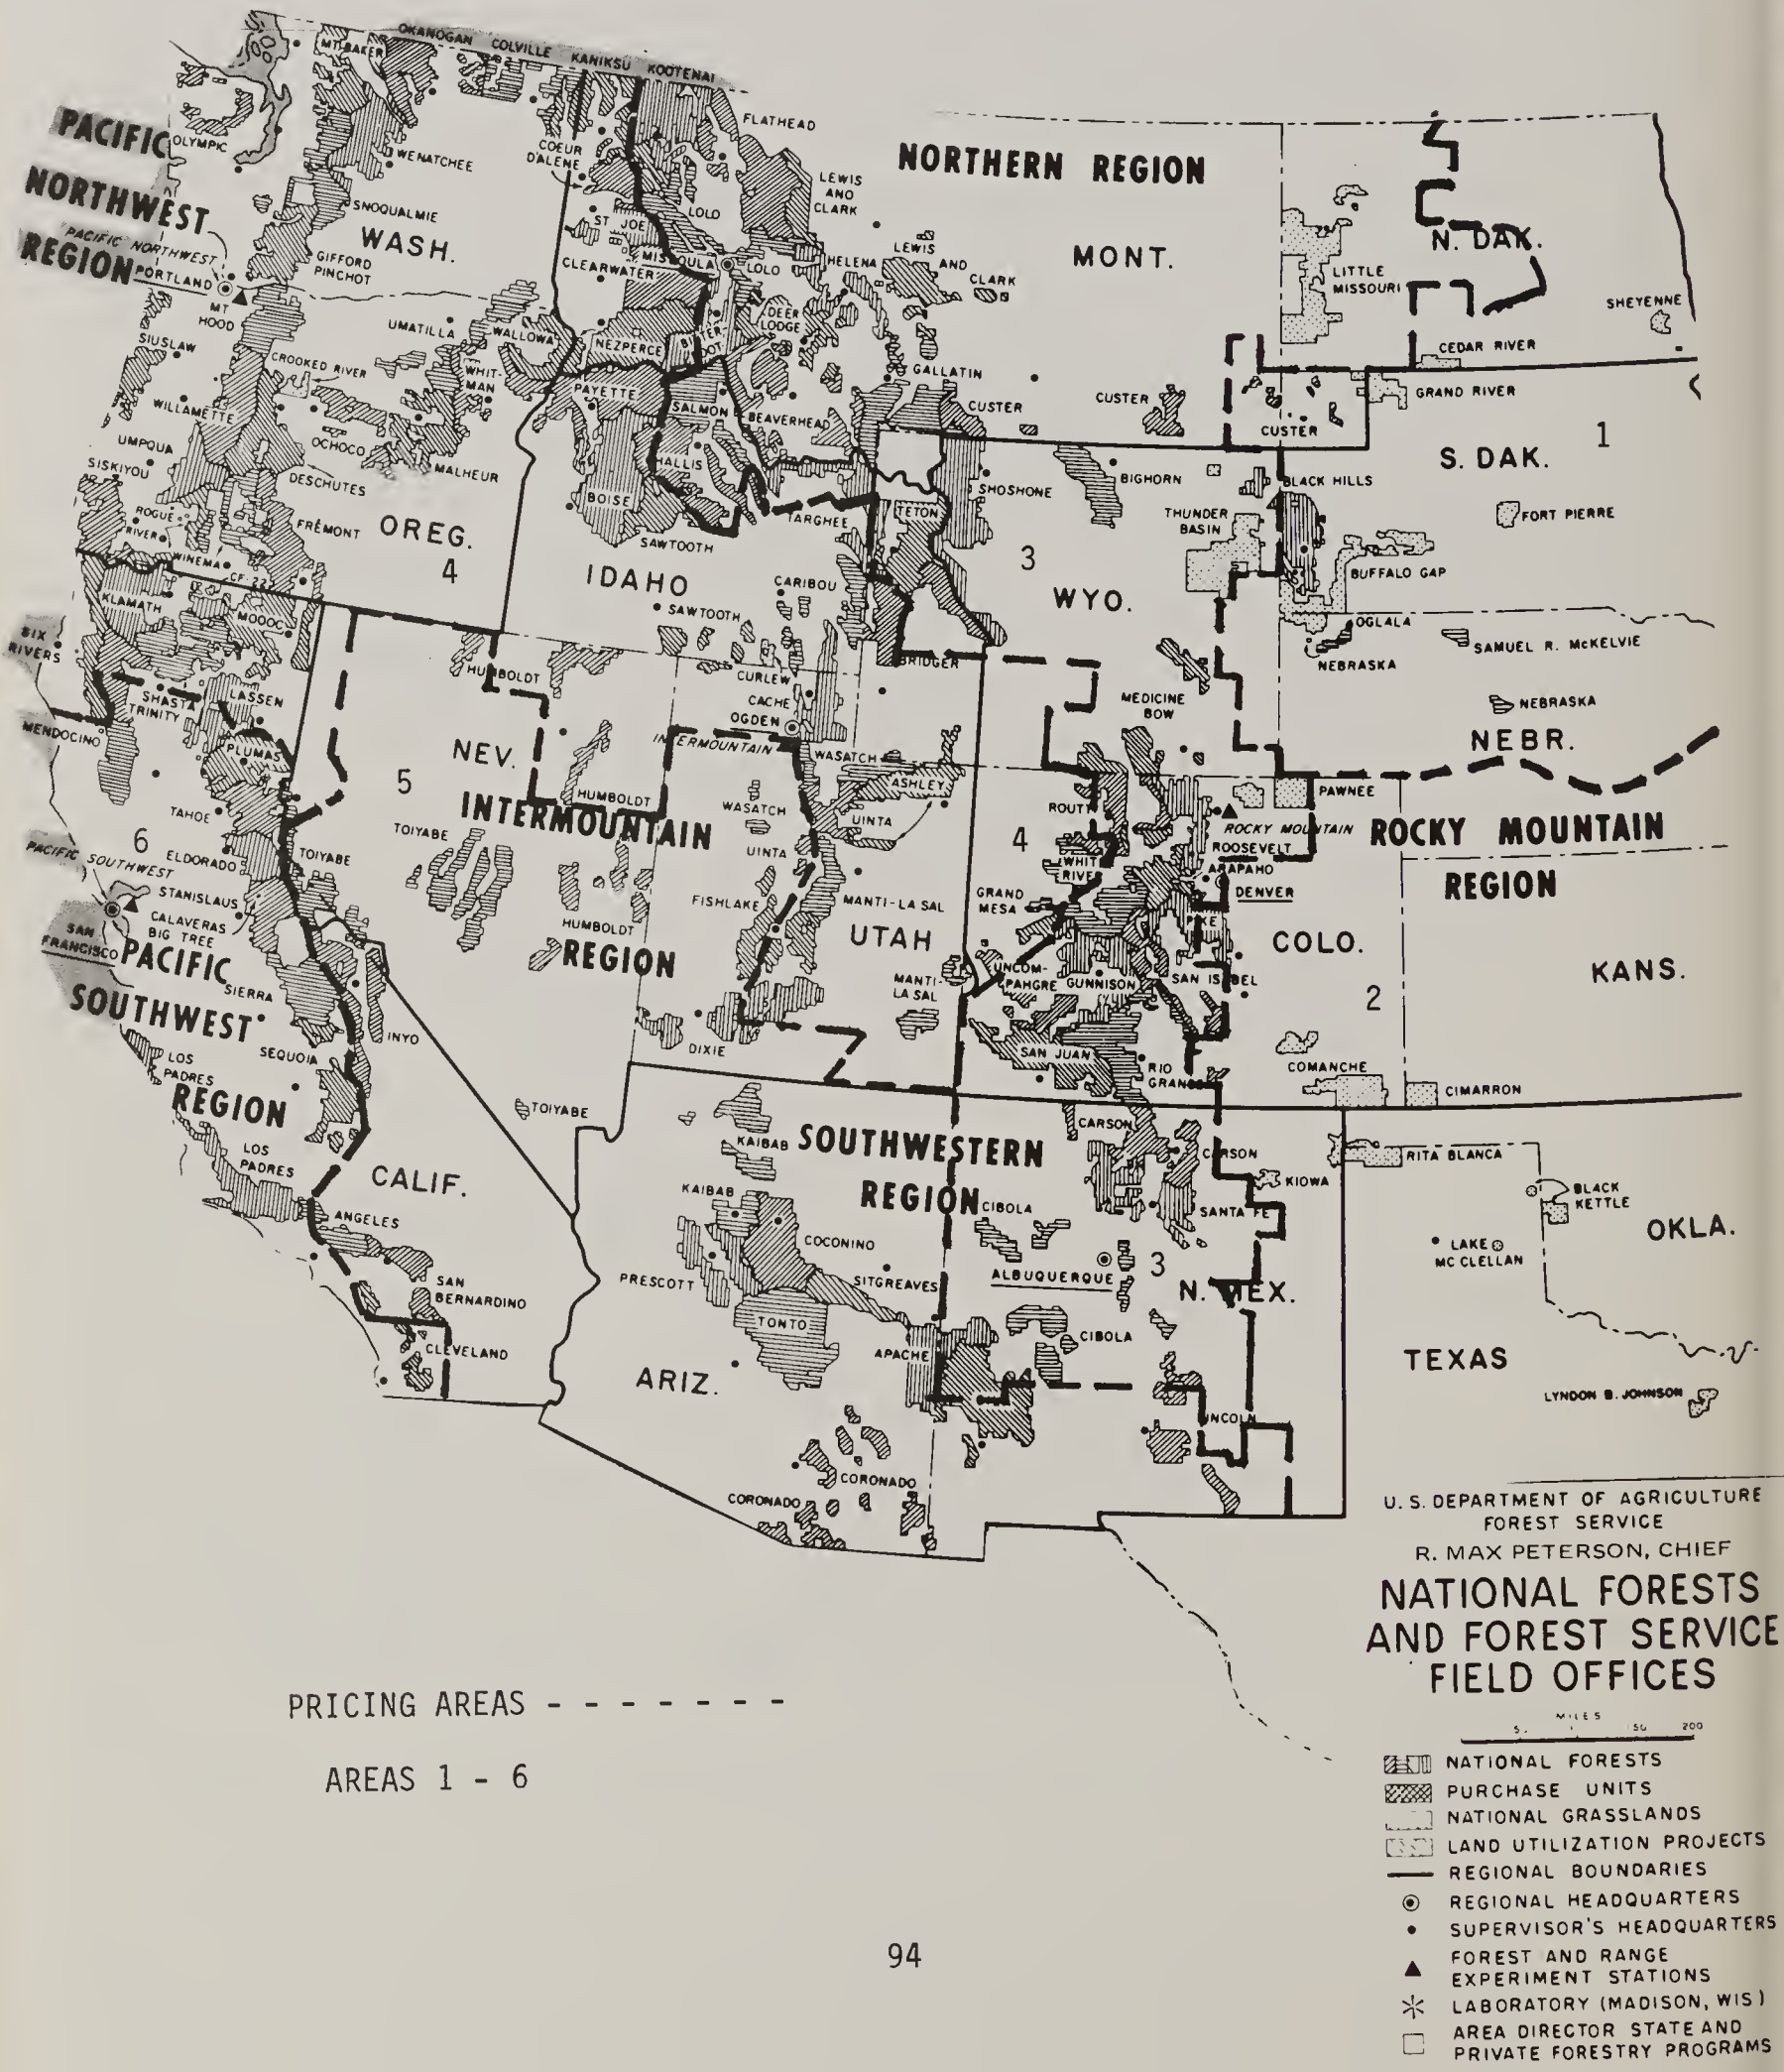 OKANOGAN COLVILLE KANIKSU KOOTENAI
MT BAKER
FLATHEAD
PACIFIC
NORTHWEST
REGION
OLYMPIC
WENATCHEE
COEUR
D'ALENE
NORTHERN REGION
LEWIS
AND
CLARK
SNOQUALMIE
WASH.
ST JOE
LOLO
PACIFIC NORTHWEST
PORTLAND
GIFFORD
PINCHOT
CLEARWATER
MISSOULA
LOLO
HELENA
LEWIS
AND
CLARK
MONT.
N. DAK.
LITTLE
MISSOURI
SHEYENNE
MT
HOOD
UMATILLA
WALLOWA
NEZPERCE
BITTER
ROOT
DEER
LODGE
CEDAR RIVER
SIUSLAW
CROOKED RIVER
WHIT-
MAN
PAYETTE
GALLATIN
GRAND RIVER
WILLAMETTE
SALMON
BEAVERHEAD
CUSTER
CUSTER
CUSTER
UMPQUA
OCHOCO
MALHEUR
CHALLIS
S. DAK.
1
SISKIYOU
DESCHUTES
BOISE
SHOSHONE
BIGHORN
BLACK HILLS
ROGUE
RIVER
FREMONT
OREG.
TARGHEE
TETON
THUNDER
BASIN
FORT PIERRE
WINEMA
SAWTOOTH
3
4
IDAHO
CARIBOU
WYO.
BUFFALO GAP
KLAMATH
MODOC
SAWTOOTH
OGLALA
SIX
RIVERS
NEBRASKA
SAMUEL R. McKELVIE
HUMBOLDT
BRIDGER
CURLEW
SHASTA
TRINITY
LASSEN
CACHE
MEDICINE
BOW
NEBRASKA
MENDOCINO
OGDEN
PLUMAS
NEV.
INTERMOUNTAIN
WASATCH
NEBR.
5
HUMBOLDT
ASHLEY
PAWNEE
TAHOE
INTERMOUNTAIN
WASATCH
UINTA
ROUTT
ROCKY MOUNTAIN
ROCKY MOUNTAIN
6
TOIYABE
4
ROOSEVELT
PACIFIC SOUTHWEST
ELDORADO
TOIYABE
UINTA
WHITE
RIVER
ARAPAHO
REGION
STANISLAUS
FISHLAKE
MANTI-LA SAL
GRAND
MESA
DENVER
CALAVERAS
BIG TREE
HUMBOLDT
PIKE
SAN
FRANCISCO
PACIFIC
REGION
UTAH
COLO.
KANS.
SIERRA
MANTI-
LA SAL
UNCOM-
PAHGRE
GUNNISON
SAN ISABEL
SOUTHWEST
2
INYO
SEQUOIA
DIXIE
SAN JUAN
LOS
PADRES
RIO
GRANDE
COMANCHE
REGION
CIMARRON
TOIYABE
KAIBAB
SOUTHWESTERN
CARSON
CARSON
RITA BLANCA
LOS
PADRES
CALIF.
KAIBAB
REGION
KIOWA
BLACK
KETTLE
ANGELES
CIBOLA
SANTA FE
COCONINO
OKLA.
LAKE
MC CLELLAN
PRESCOTT
SITGREAVES
ALBUQUERQUE
3
SAN
BERNARDINO
N. MEX.
TONTO
CIBOLA
CLEVELAND
APACHE
TEXAS
ARIZ.
LYNDON B. JOHNSON
LINCOLN
CORONADO
CORONADO
U. S. DEPARTMENT OF AGRICULTURE
FOREST SERVICE
R. MAX PETERSON, CHIEF
NATIONAL FORESTS
AND FOREST SERVICE
FIELD OFFICES
MILES
200
PRICING AREAS - - - - - - -
AREAS 1 - 6
NATIONAL FORESTS
PURCHASE UNITS
NATIONAL GRASSLANDS
LAND UTILIZATION PROJECTS
REGIONAL BOUNDARIES
REGIONAL HEADQUARTERS
SUPERVISOR'S HEADQUARTERS
FOREST AND RANGE
EXPERIMENT STATIONS
LABORATORY (MADISON, WIS)
AREA DIRECTOR STATE AND
PRIVATE FORESTRY PROGRAMS
94